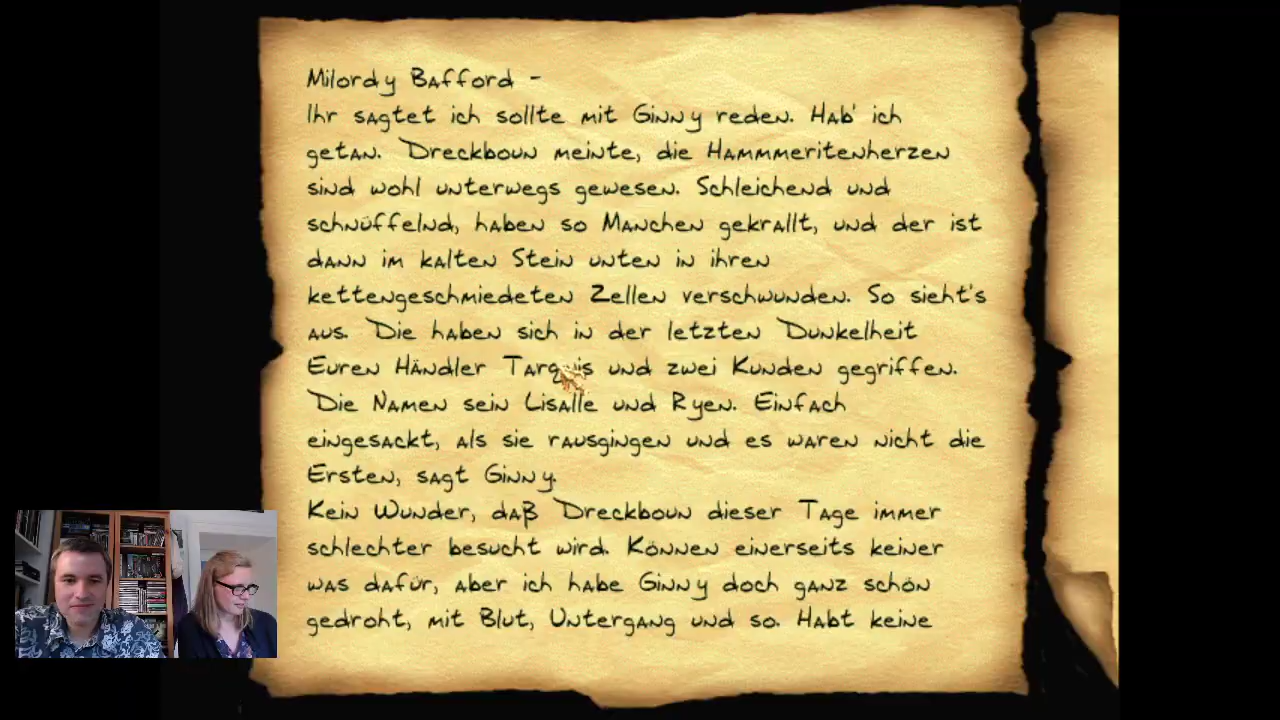 Milordy Bafford -
Ihr sagtet ich sollte mit Ginny reden. Hab' ich
getan. Dreckboun meinte, die Hammmeritenherzen
sind wohl unterwegs gewesen. Schleichend und
schnüffelnd, haben so Manchen gekrallt, und der ist
dann im kalten Stein unten in ihren
kettengeschmiedeten Zellen verschwunden. So sieht's
aus. Die haben sich in der letzten Dunkelheit
Euren Händler und zwei Kunden gegriffen.
Die Namen sein Lisalle und Ryen. Einfach
eingesackt, als sie rausgingen und es waren nicht die
Ersten, sagt Ginny.
Kein Wunder, daß Dreckboun dieser Tage immer
schlechter besucht wird. Können einerseits keiner
was dafür, aber ich habe Ginny doch ganz schön
gedroht, mit Blut, Untergang und so. Habt keine